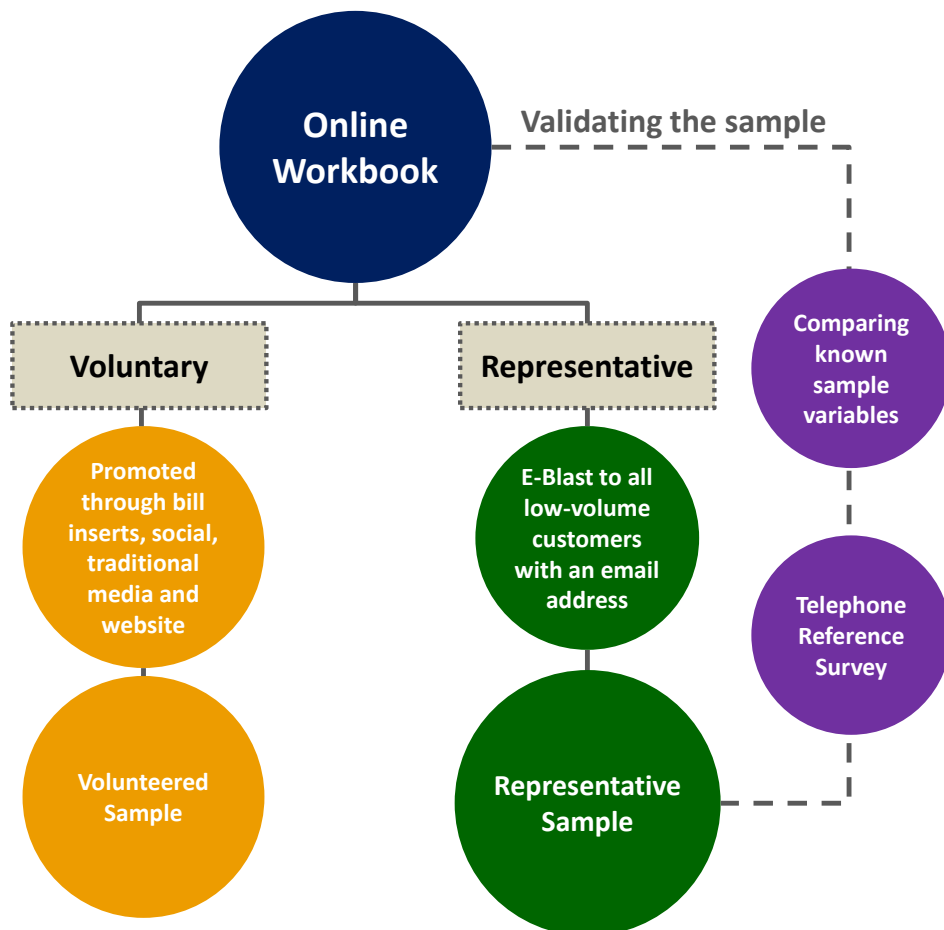 Online
Workbook
Validating the sample
Voluntary
Representative
Comparing
known
sample
variables
Promoted
through bill
inserts, social,
traditional
media and
website
E-Blast to all
low-volume
customers
with an email
address
Telephone
Reference
Survey
Volunteered
Sample
Representative
Sample